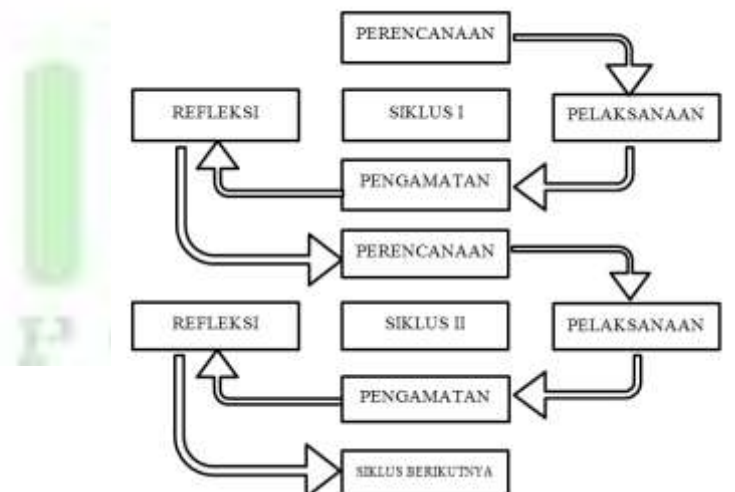 PERENCANAAN
REFLEKSI
SIKLUS I
PELAKSANAAN
PENGAMATAN
PERENCANAAN
REFLEKSI
SIKLUS II
PELAKSANAAN
PENGAMATAN
SIKLUS BERIKUTNYA